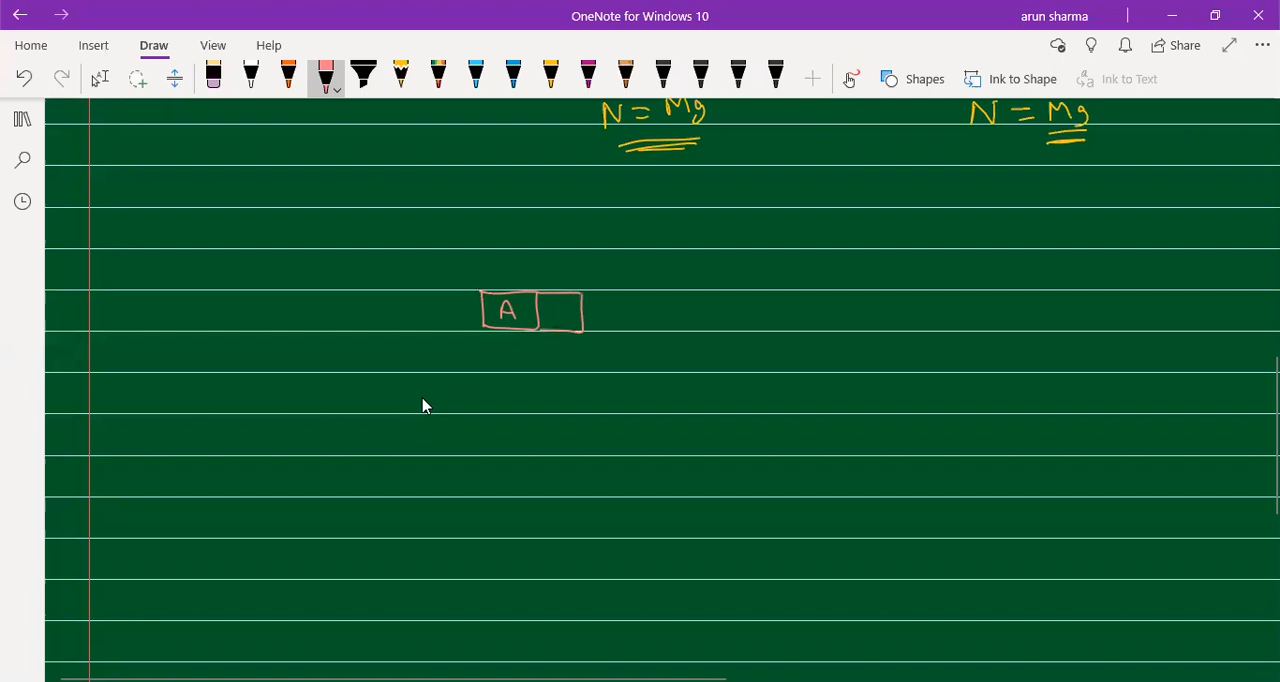 OneNote for Windows 10
arun sharma
Home Insert Draw View Help
Share
Shapes Ink to Shape Ink to Text
N = Mg N = Mg
A